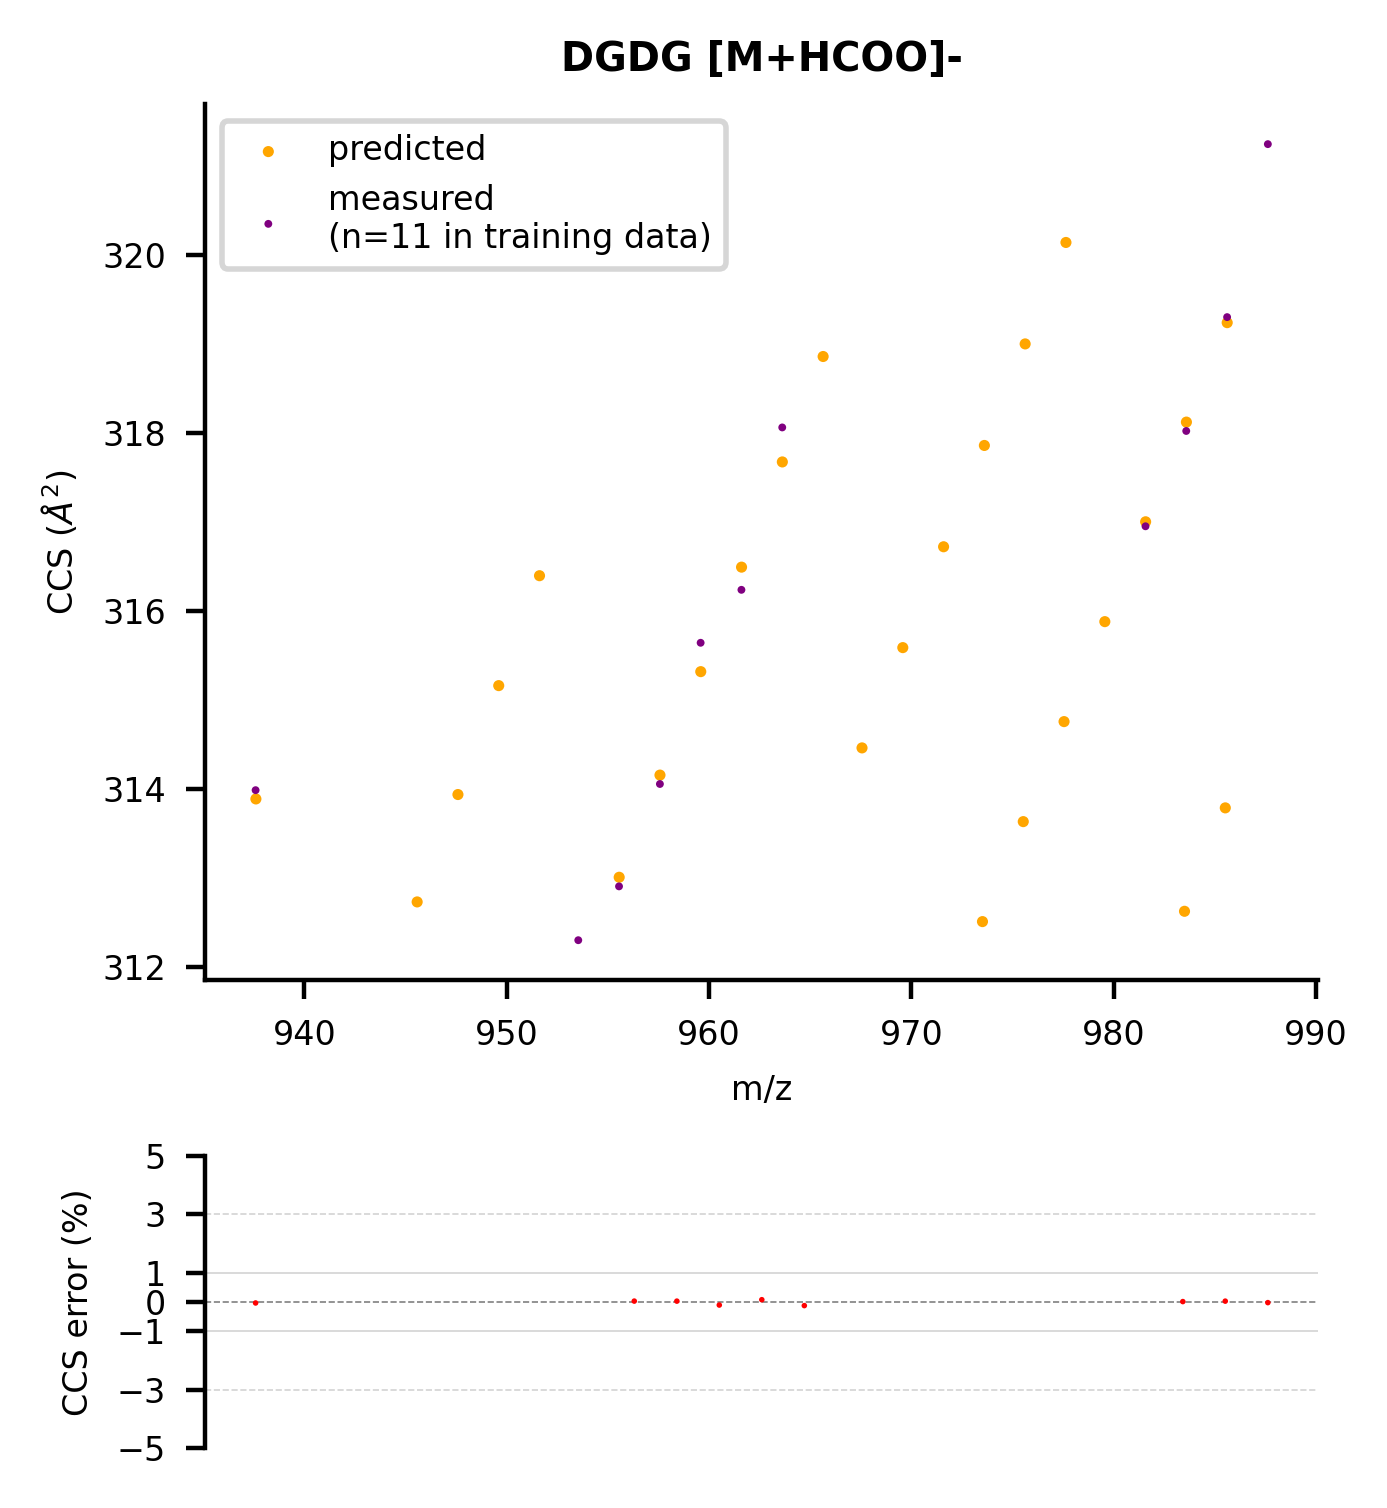 DGDG [M+HCOO]-
predicted
measured
(n=11 in training data)
320
318
316
314
312
CCS (Å²)
940 950 960 970 980 990
m/z
5
3
1
0
−1
−3
−5
CCS error (%)